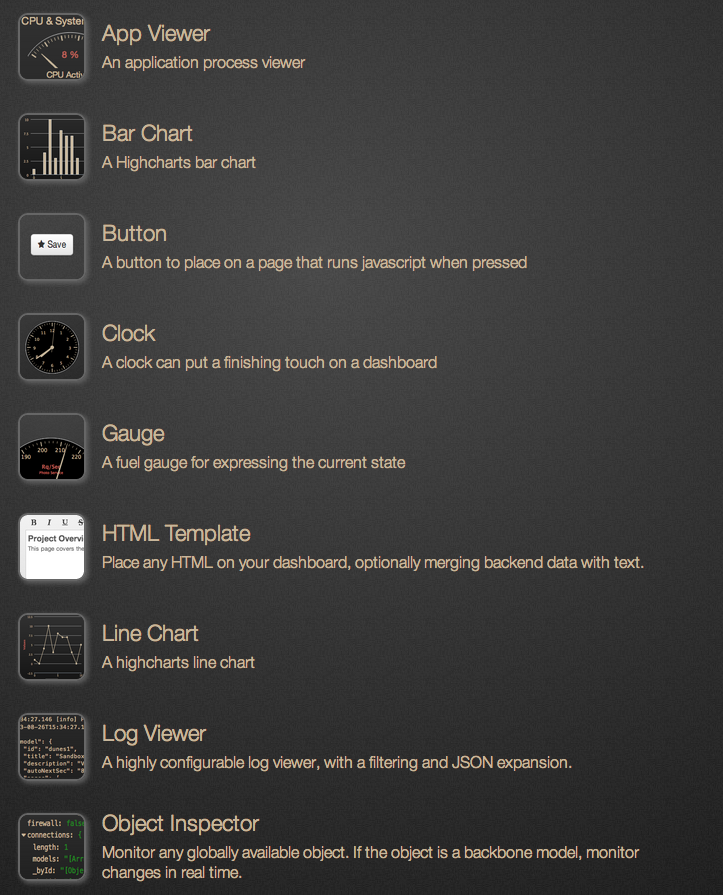 CPU & System
8 %
CPU Activ
App Viewer
An application process viewer
Bar Chart
A Highcharts bar chart
Save
Button
A button to place on a page that runs javascript when pressed
Clock
A clock can put a finishing touch on a dashboard
190 200 210 220
Rq/Sec
Gauge
A fuel gauge for expressing the current state
B I U S
Project Overvi
This page covers the
HTML Template
Place any HTML on your dashboard, optionally merging backend data with text.
Line Chart
A highcharts line chart
34:27.146 [info]
3-08-26T15:34:27.1
model": {
"id": "dunes1",
"title": "Sandbox
"description": "V
"autoNextSec": "8
Log Viewer
A highly configurable log viewer, with a filtering and JSON expansion.
firewall: false
connections: {
length: 1
models: "[Arr
_byId: "[Obje
Object Inspector
Monitor any globally available object. If the object is a backbone model, monitor
changes in real time.